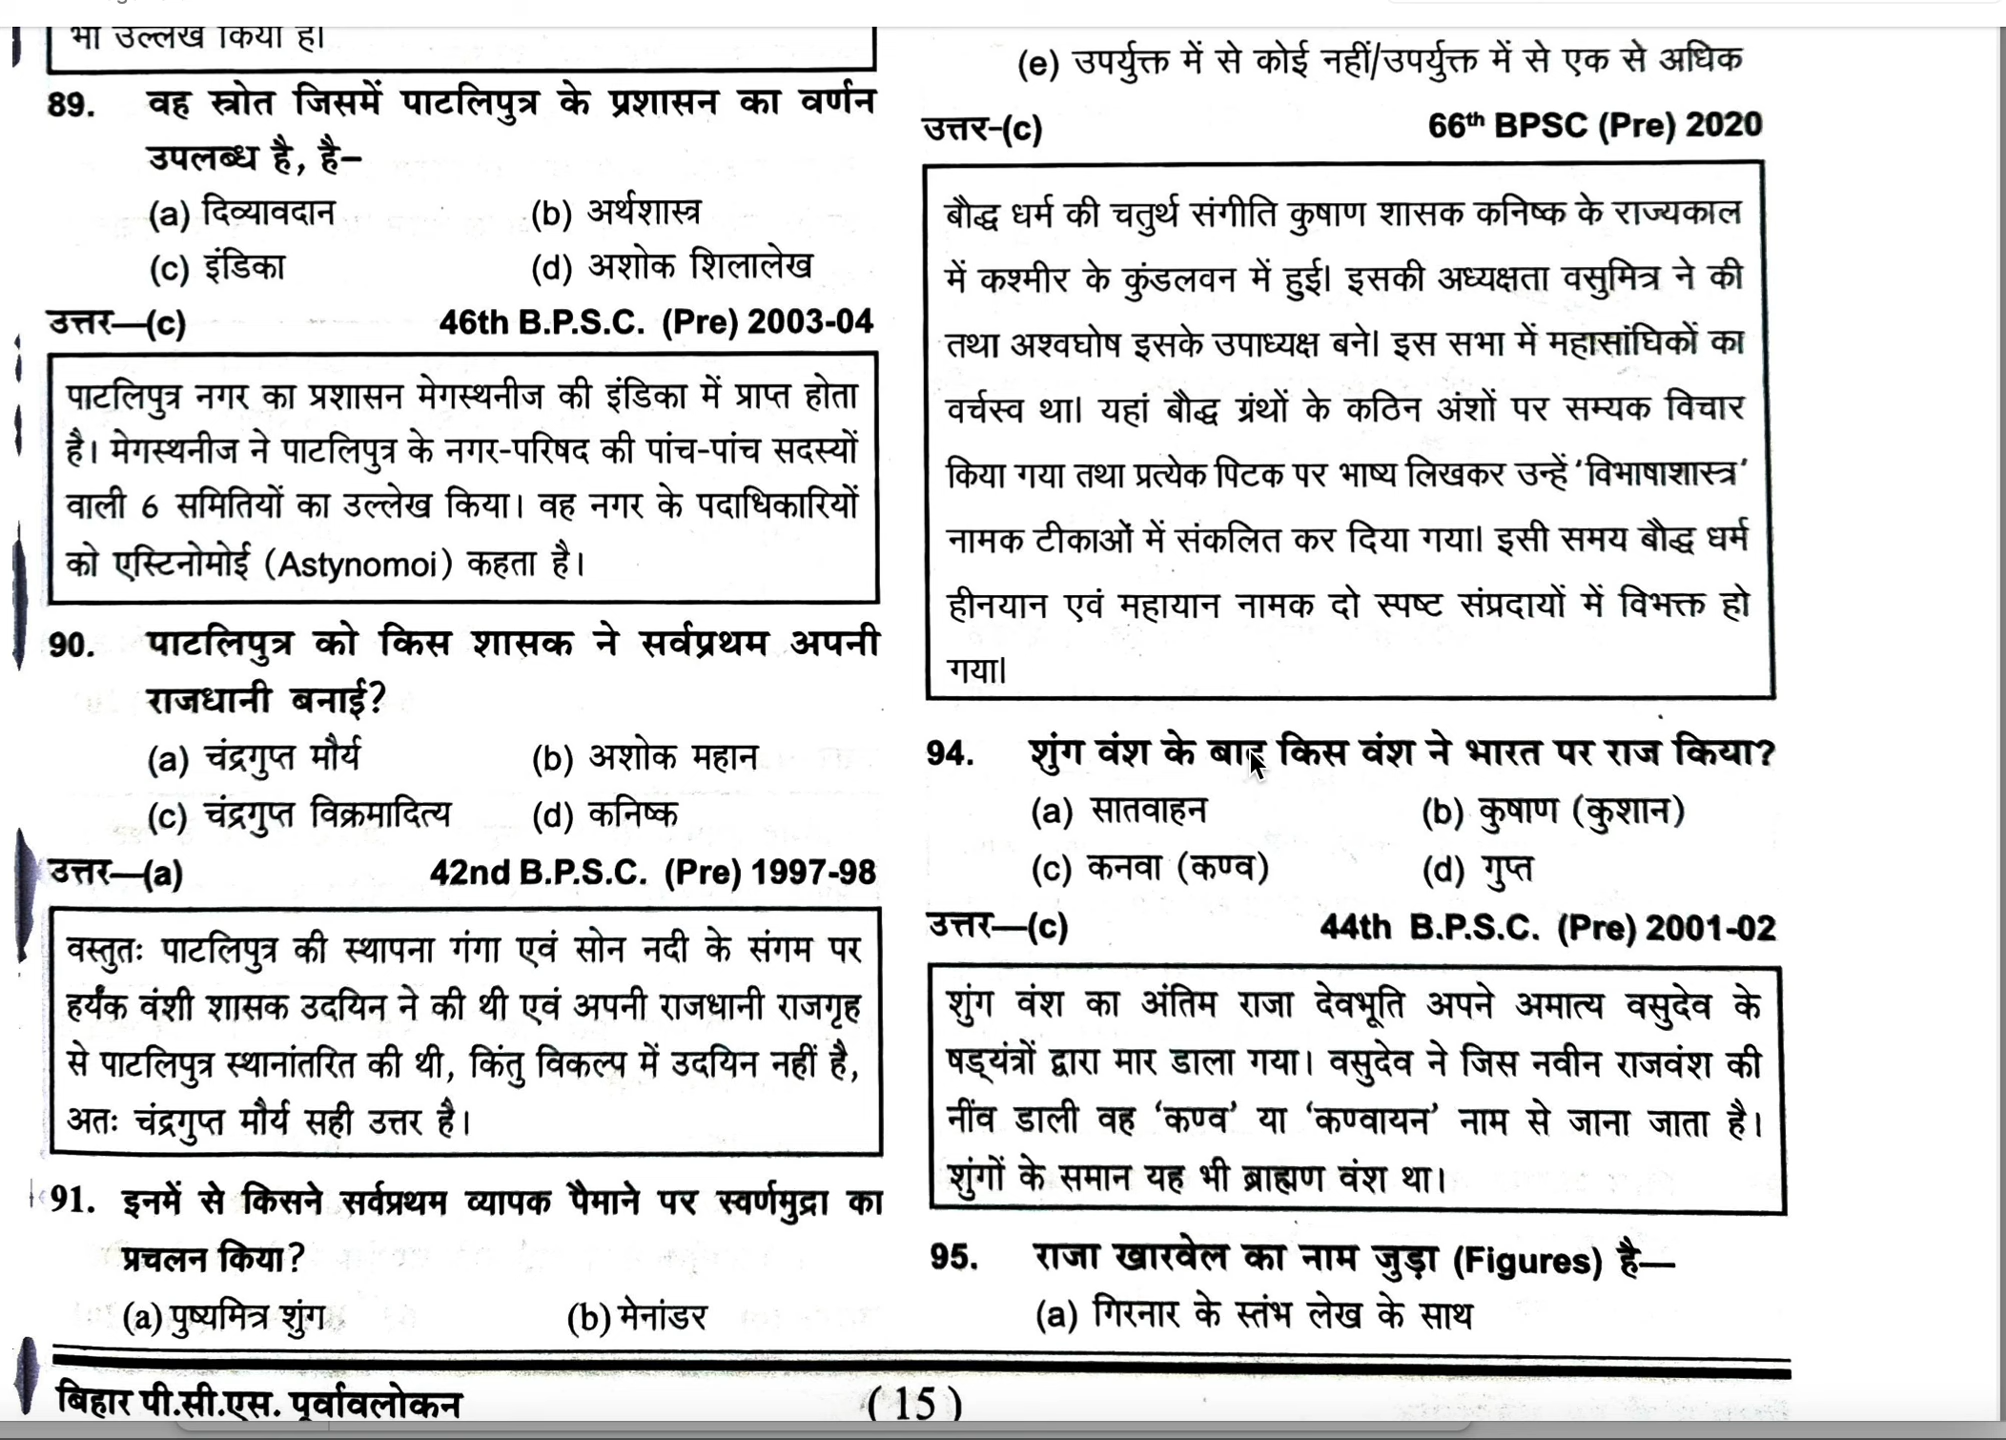 भी उल्लेख किया है।
89. वह स्त्रोत जिसमें पाटलिपुत्र के प्रशासन का वर्णन
उपलब्ध है, है–
(a) दिव्यावदान (b) अर्थशास्त्र
(c) इंडिका (d) अशोक शिलालेख
उत्तर—(c) 46th B.P.S.C. (Pre) 2003-04
पाटलिपुत्र नगर का प्रशासन मेगस्थनीज की इंडिका में प्राप्त होता
है। मेगस्थनीज ने पाटलिपुत्र के नगर-परिषद की पांच-पांच सदस्यों
वाली 6 समितियों का उल्लेख किया। वह नगर के पदाधिकारियों
को एस्टिनोमोई (Astynomoi) कहता है।
90. पाटलिपुत्र को किस शासक ने सर्वप्रथम अपनी
राजधानी बनाई?
(a) चंद्रगुप्त मौर्य (b) अशोक महान
(c) चंद्रगुप्त विक्रमादित्य (d) कनिष्क
उत्तर—(a) 42nd B.P.S.C. (Pre) 1997-98
वस्तुतः पाटलिपुत्र की स्थापना गंगा एवं सोन नदी के संगम पर
हर्यंक वंशी शासक उदयिन ने की थी एवं अपनी राजधानी राजगृह
से पाटलिपुत्र स्थानांतरित की थी, किंतु विकल्प में उदयिन नहीं है,
अतः चंद्रगुप्त मौर्य सही उत्तर है।
91. इनमें से किसने सर्वप्रथम व्यापक पैमाने पर स्वर्णमुद्रा का
प्रचलन किया?
(a) पुष्यमित्र शुंग (b) मेनांडर
(e) उपर्युक्त में से कोई नहीं/उपर्युक्त में से एक से अधिक
उत्तर-(c) 66th BPSC (Pre) 2020
बौद्ध धर्म की चतुर्थ संगीति कुषाण शासक कनिष्क के राज्यकाल
में कश्मीर के कुंडलवन में हुई। इसकी अध्यक्षता वसुमित्र ने की
तथा अश्वघोष इसके उपाध्यक्ष बने। इस सभा में महासांघिकों का
वर्चस्व था। यहां बौद्ध ग्रंथों के कठिन अंशों पर सम्यक विचार
किया गया तथा प्रत्येक पिटक पर भाष्य लिखकर उन्हें ‘विभाषाशास्त्र’
नामक टीकाओं में संकलित कर दिया गया। इसी समय बौद्ध धर्म
हीनयान एवं महायान नामक दो स्पष्ट संप्रदायों में विभक्त हो
गया।
94. शुंग वंश के बाद किस वंश ने भारत पर राज किया?
(a) सातवाहन (b) कुषाण (कुशान)
(c) कनवा (कण्व) (d) गुप्त
उत्तर—(c) 44th B.P.S.C. (Pre) 2001-02
शुंग वंश का अंतिम राजा देवभूति अपने अमात्य वसुदेव के
षड्यंत्रों द्वारा मार डाला गया। वसुदेव ने जिस नवीन राजवंश की
नींव डाली वह ‘कण्व’ या ‘कण्वायन’ नाम से जाना जाता है।
शुंगों के समान यह भी ब्राह्मण वंश था।
95. राजा खारवेल का नाम जुड़ा (Figures) है—
(a) गिरनार के स्तंभ लेख के साथ
बिहार पी.सी.एस. पूर्वावलोकन (15)